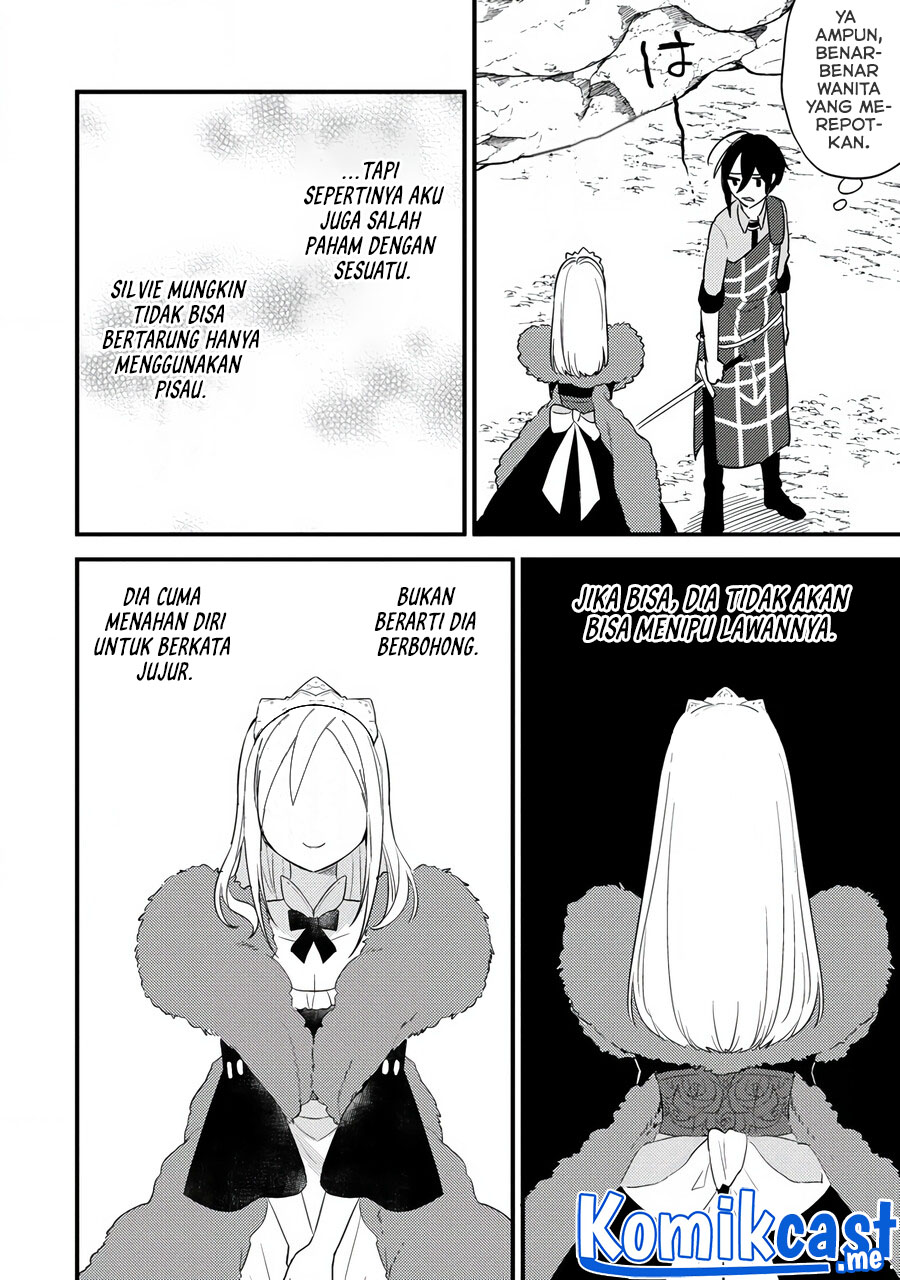 YA
AMPUN,
BENAR-
BENAR
WANITA
YANG ME-
REPOT-
KAN.
は
...TAPI
SEPERTINYA AKU
JUGA SALAH
PAHAM DENGAN
SESUATU.
SILVIE MUNGKIN
TIDAK BISA
BERTARUNG HANYA
MENGGUNAKAN
PISAU.
JIKA BISA, DIA TIDAK AKAN
BISA MENIPU LAWANNYA.
BUKAN
BERARTI DIA
BERBOHONG.
DIA CUMA
MENAHAN DIRI
UNTUK BERKATA
JUJUR.
Komikcast
.me